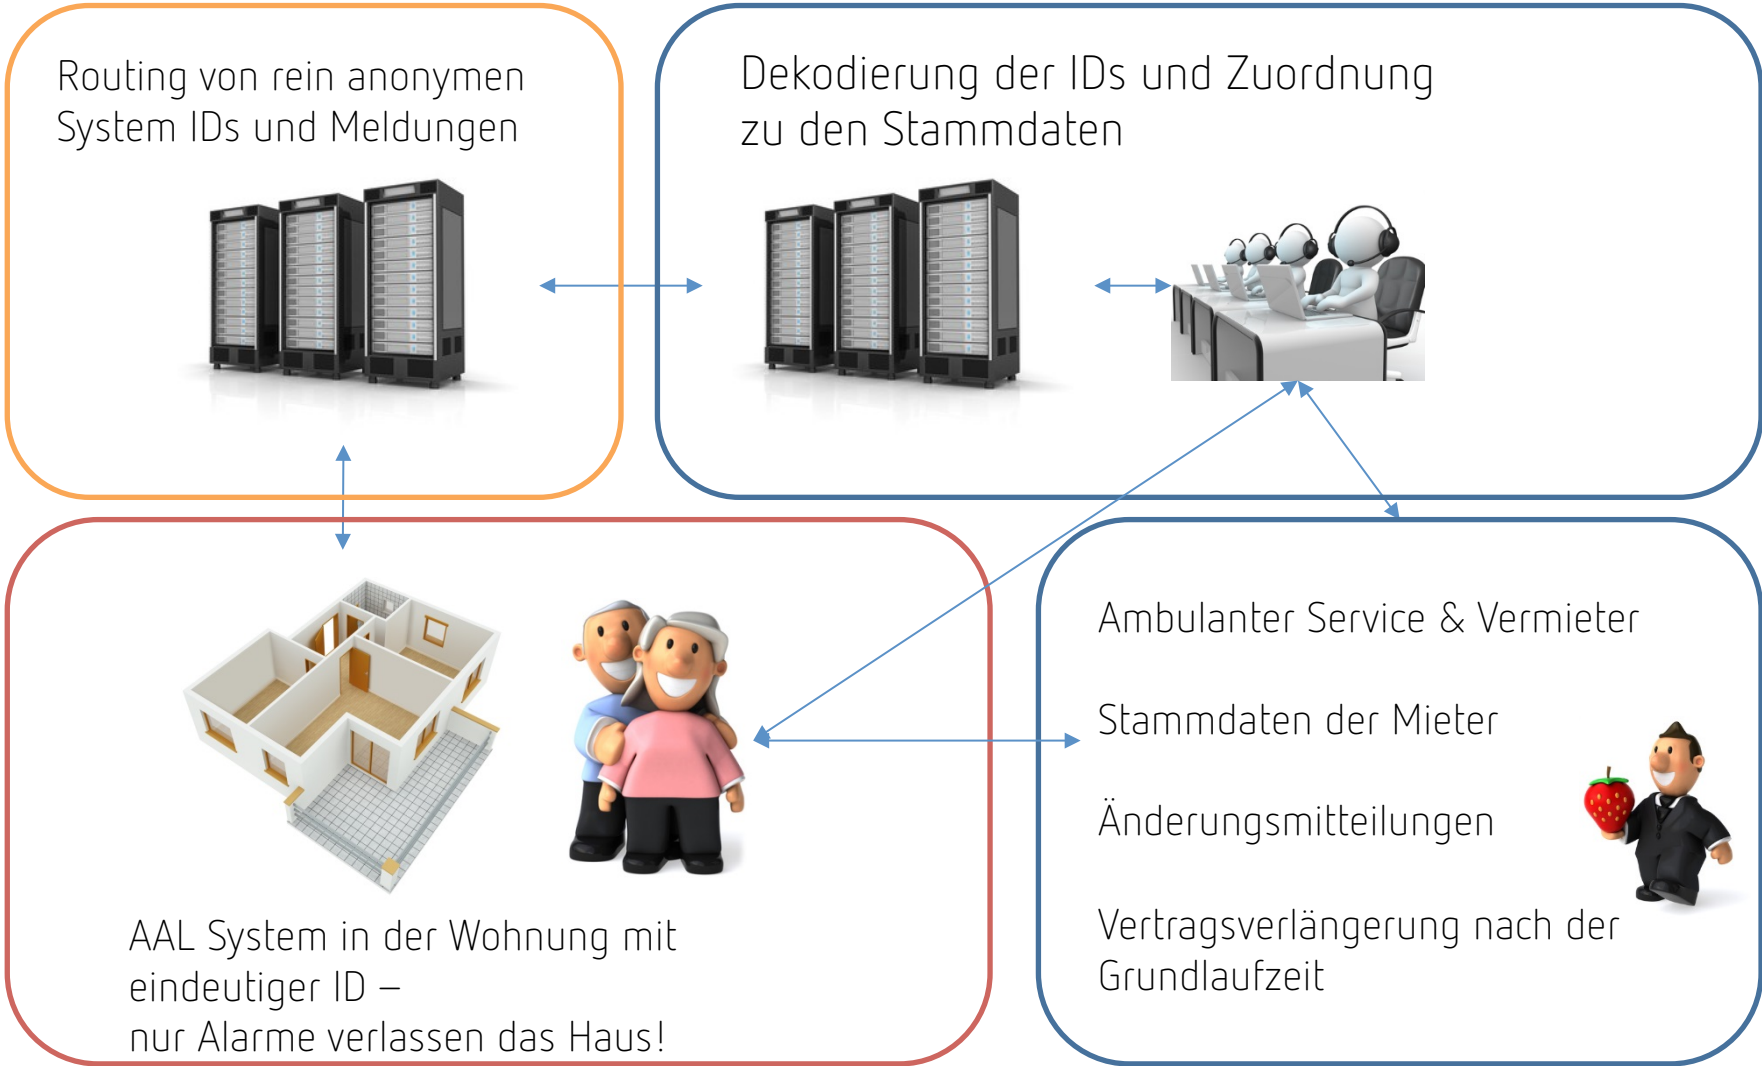 Routing von rein anonymen
System IDs und Meldungen
Dekodierung der IDs und Zuordnung
zu den Stammdaten
AAL System in der Wohnung mit
eindeutiger ID –
nur Alarme verlassen das Haus!
Ambulanter Service & Vermieter
Stammdaten der Mieter
Änderungsmitteilungen
Vertragsverlängerung nach der
Grundlaufzeit